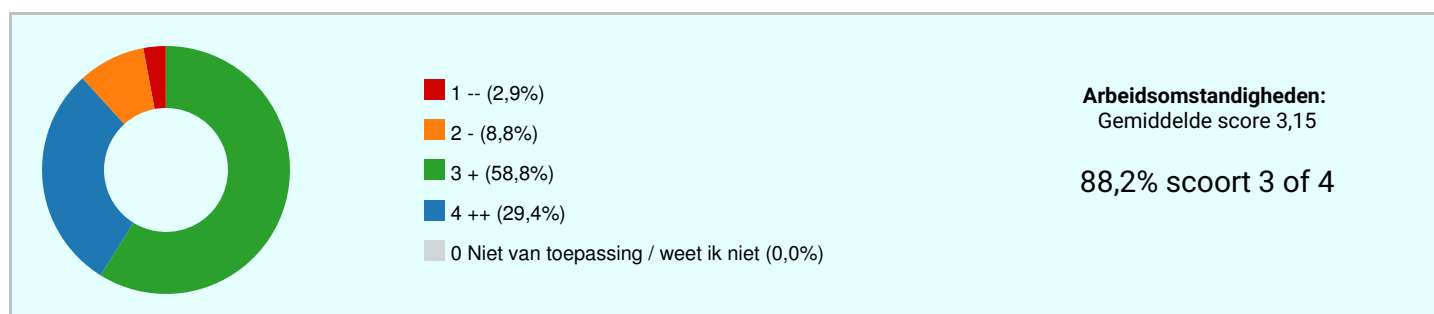 1 -- (2,9%)
2 - (8,8%)
3 + (58,8%)
4 ++ (29,4%)
0 Niet van toepassing / weet ik niet (0,0%)
Arbeidsomstandigheden:
Gemiddelde score 3,15
88,2% scoort 3 of 4